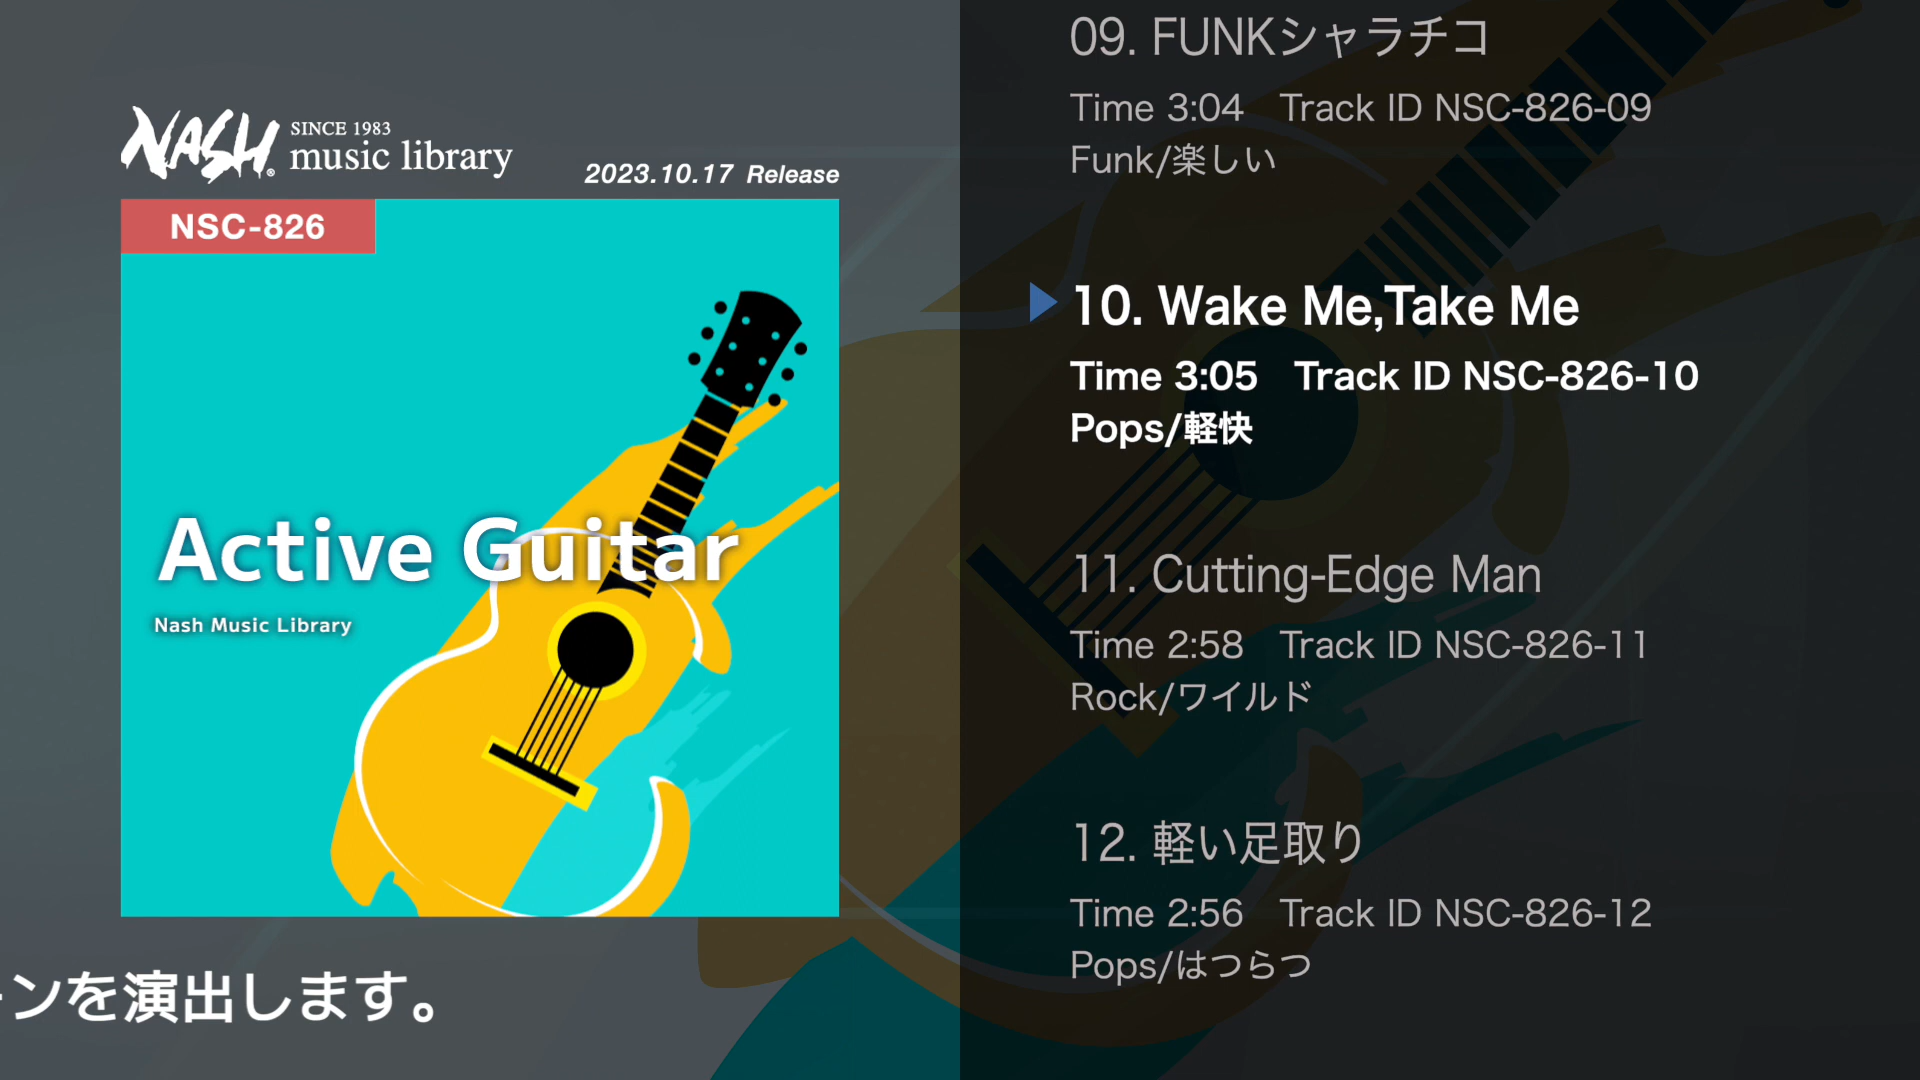 NASH®
SINCE 1983
music library
2023.10.17 Release
NSC-826
Active Guitar
Nash Music Library
ンを演出します。
09. FUNKシャラチコ
Time 3:04 Track ID NSC-826-09
Funk/楽しい
10. Wake Me,Take Me
Time 3:05 Track ID NSC-826-10
Pops/軽快
11. Cutting-Edge Man
Time 2:58 Track ID NSC-826-11
Rock/ワイルド
12. 軽い足取り
Time 2:56 Track ID NSC-826-12
Pops/はつらつ